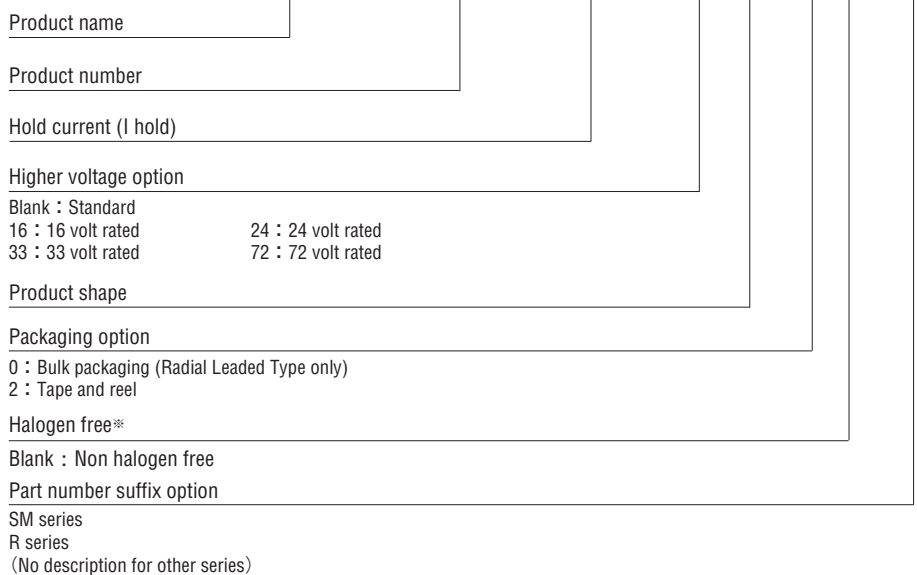 Product name
Product number
Hold current (I hold)
Higher voltage option
Blank：Standard
16：16 volt rated 24：24 volt rated
33：33 volt rated 72：72 volt rated
Product shape
Packaging option
0：Bulk packaging (Radial Leaded Type only)
2：Tape and reel
Halogen free※
Blank：Non halogen free
Part number suffix option
SM series
R series
（No description for other series）